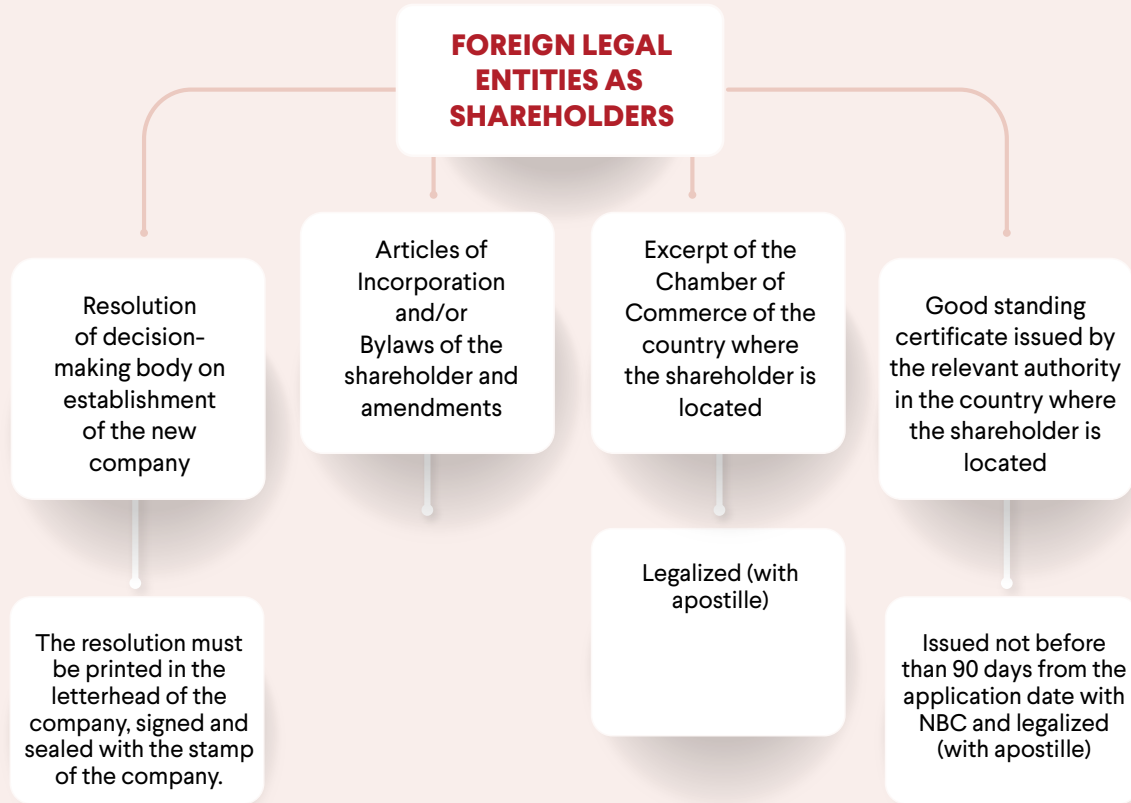 FOREIGN LEGAL
ENTITIES AS
SHAREHOLDERS
Resolution
of decision-
making body on
establishment
of the new
company
Articles of
Incorporation
and/or
Bylaws of the
shareholder and
amendments
Excerpt of the
Chamber of
Commerce of the
country where
the shareholder is
located
Good standing
certificate issued by
the relevant authority
in the country where
the shareholder is
located
The resolution must
be printed in the
letterhead of the
company, signed and
sealed with the stamp
of the company.
Legalized (with
apostille)
Issued not before
than 90 days from the
application date with
NBC and legalized
(with apostille)